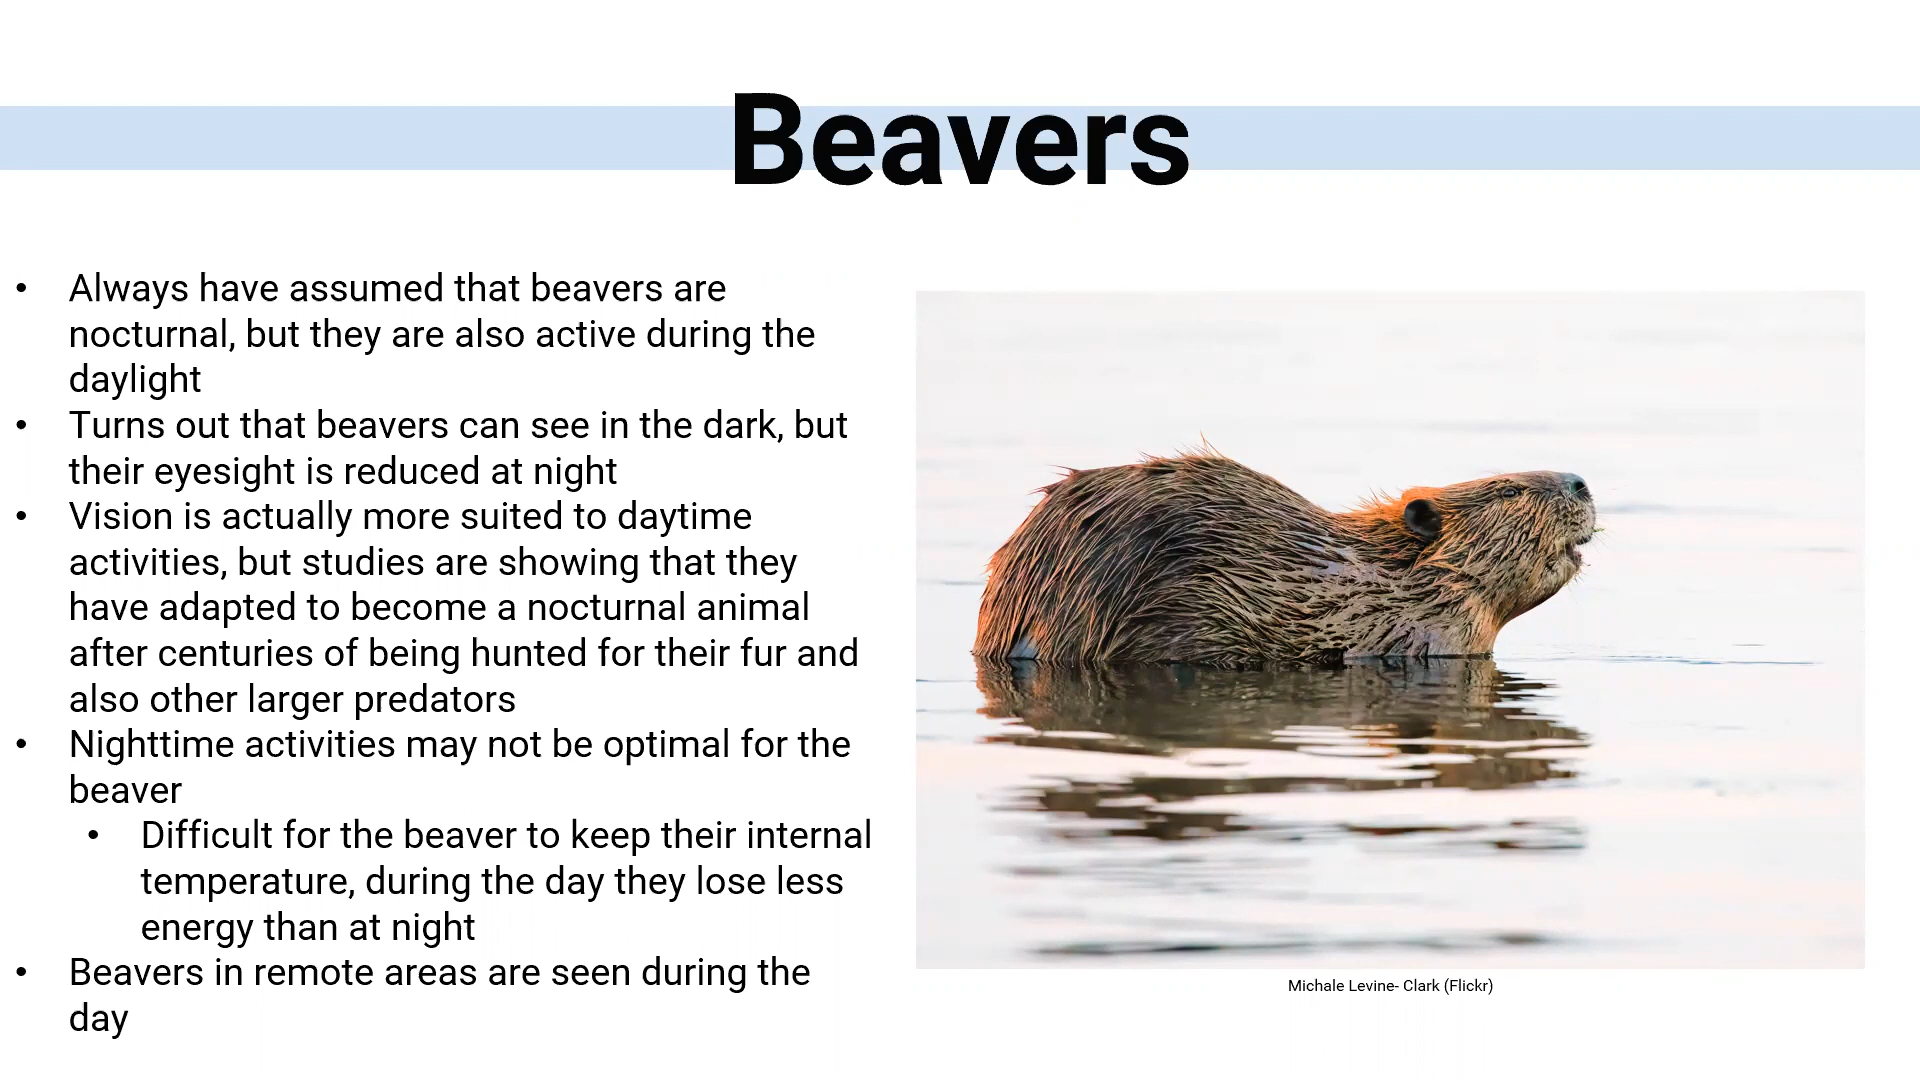 Beavers
• Always have assumed that beavers are
nocturnal, but they are also active during the
daylight
• Turns out that beavers can see in the dark, but
their eyesight is reduced at night
• Vision is actually more suited to daytime
activities, but studies are showing that they
have adapted to become a nocturnal animal
after centuries of being hunted for their fur and
also other larger predators
• Nighttime activities may not be optimal for the
beaver
• Difficult for the beaver to keep their internal
temperature, during the day they lose less
energy than at night
• Beavers in remote areas are seen during the
day
Michale Levine- Clark (Flickr)